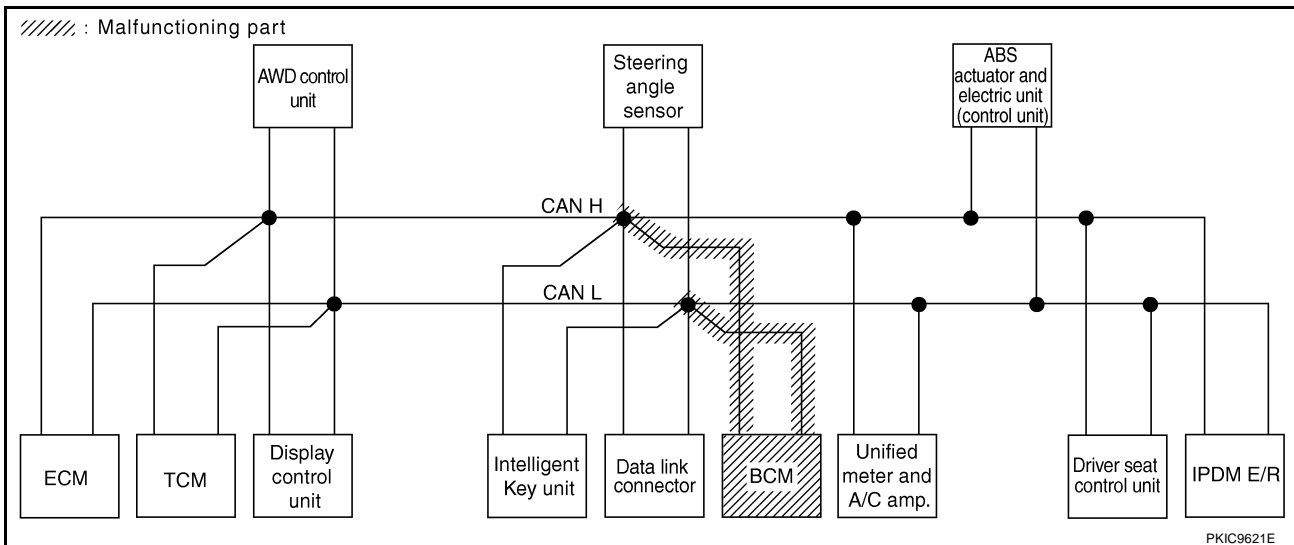 : Malfunctioning part
AWD control
unit
Steering
angle
sensor
ABS
actuator and
electric unit
(control unit)
CAN H
CAN L
ECM
TCM
Display
control
unit
Intelligent
Key unit
Data link
connector
BCM
Unified
meter and
A/C amp.
Driver seat
control unit
IPDM E/R
PKIC9621E